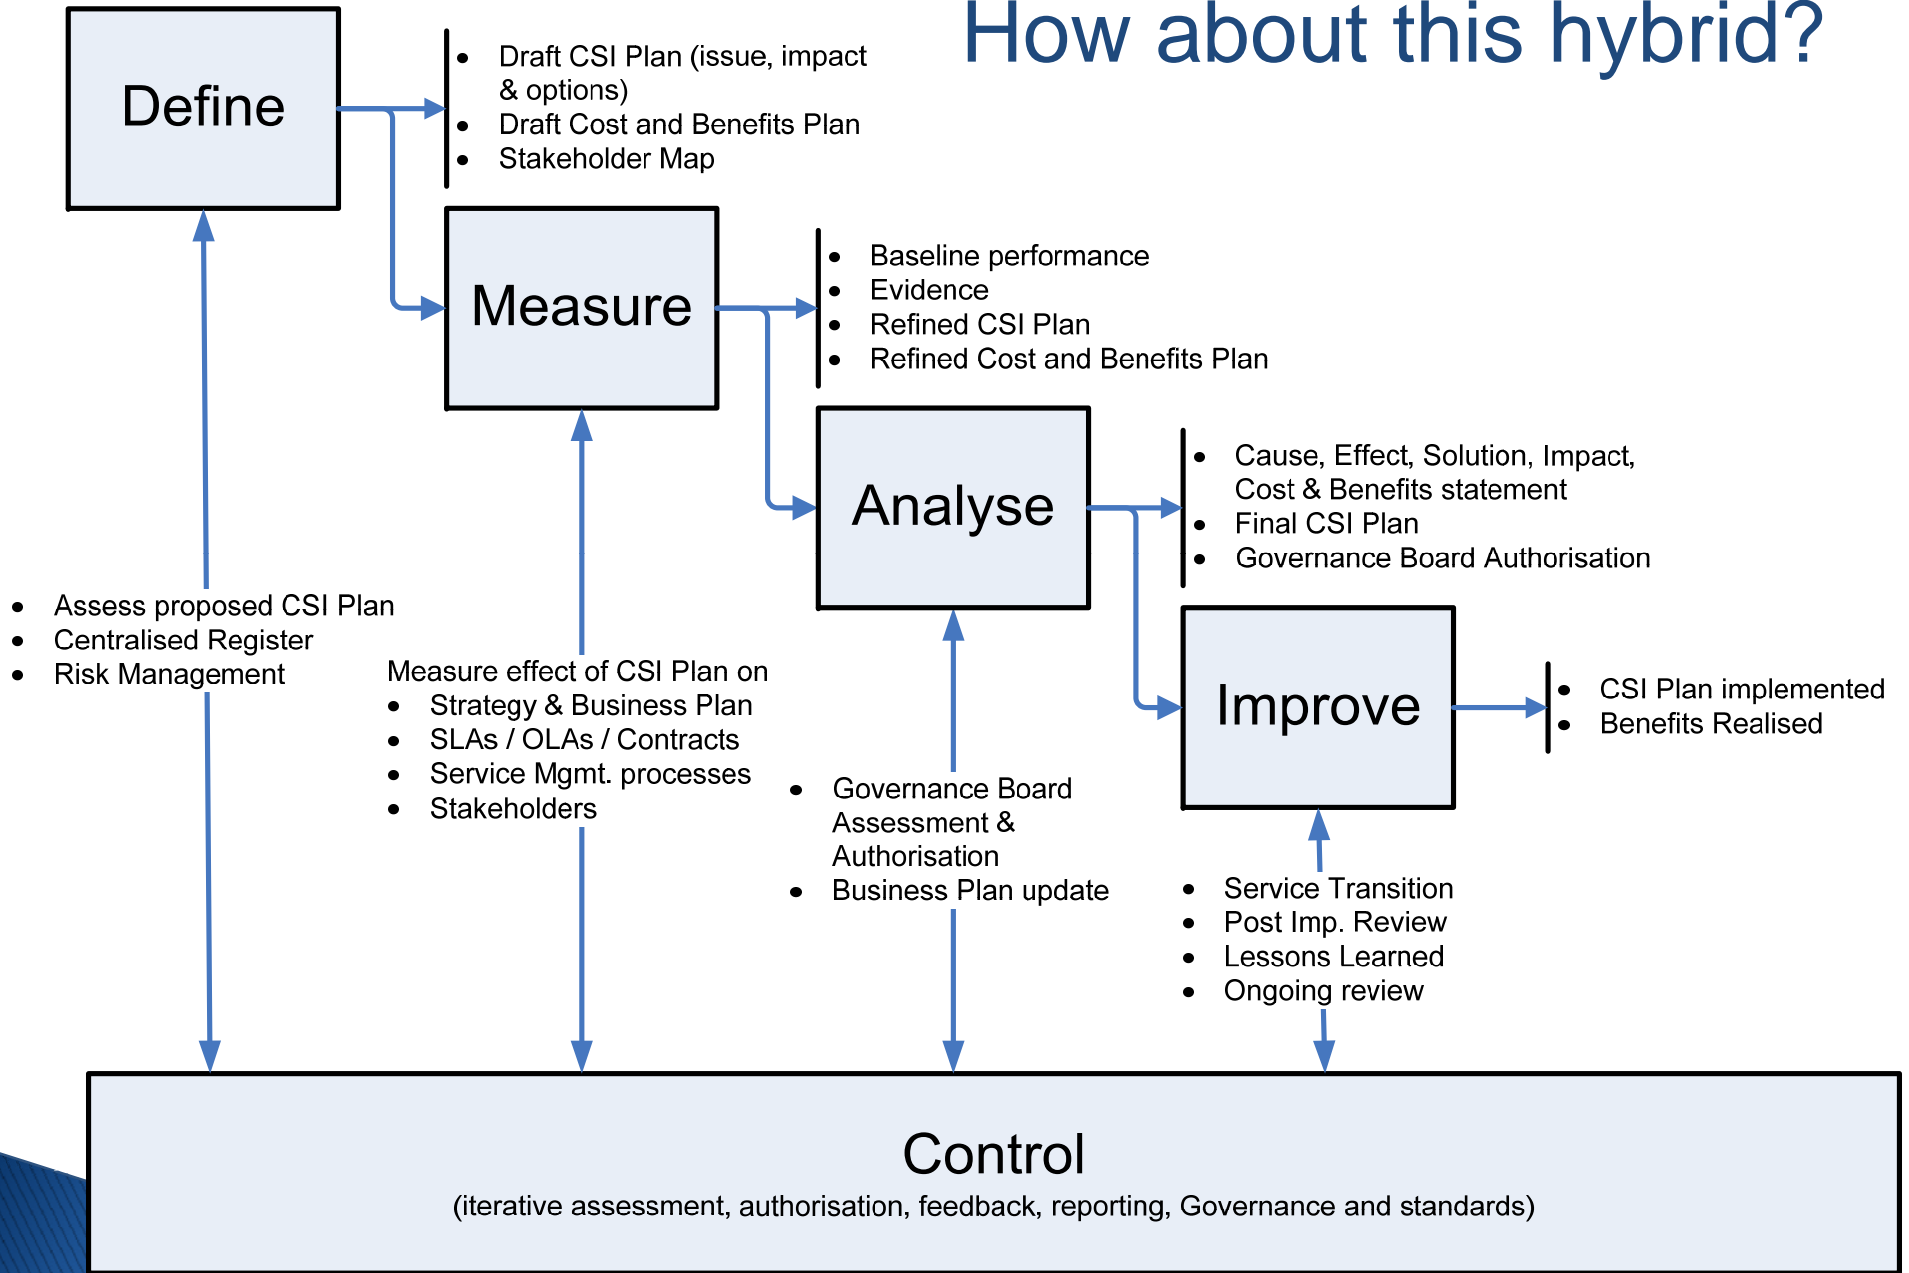 How about this hybrid?
Define
• Draft CSI Plan (issue, impact
& options)
• Draft Cost and Benefits Plan
• Stakeholder Map
Measure
• Baseline performance
• Evidence
• Refined CSI Plan
• Refined Cost and Benefits Plan
Analyse
• Cause, Effect, Solution, Impact,
Cost & Benefits statement
• Final CSI Plan
• Governance Board Authorisation
Improve
• CSI Plan implemented
• Benefits Realised
• Assess proposed CSI Plan
• Centralised Register
• Risk Management
Measure effect of CSI Plan on
• Strategy & Business Plan
• SLAs / OLAs / Contracts
• Service Mgmt. processes
• Stakeholders
• Governance Board
Assessment &
Authorisation
• Business Plan update
• Service Transition
• Post Imp. Review
• Lessons Learned
• Ongoing review
Control
(iterative assessment, authorisation, feedback, reporting, Governance and standards)